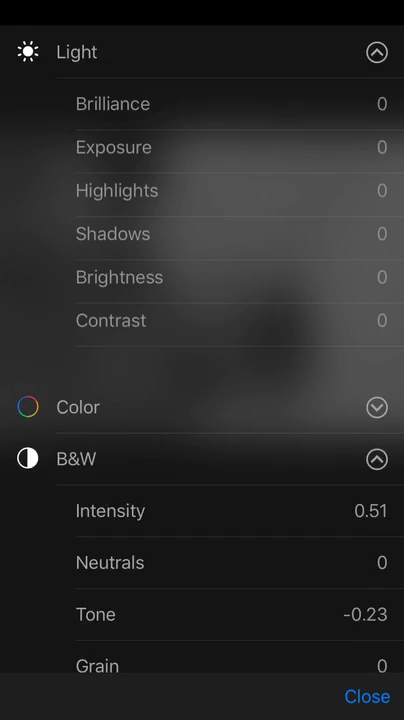 Light
Brilliance 0
Exposure 0
Highlights 0
Shadows 0
Brightness 0
Contrast 0
Color
B&W
Intensity 0.51
Neutrals 0
Tone -0.23
Grain 0
Close